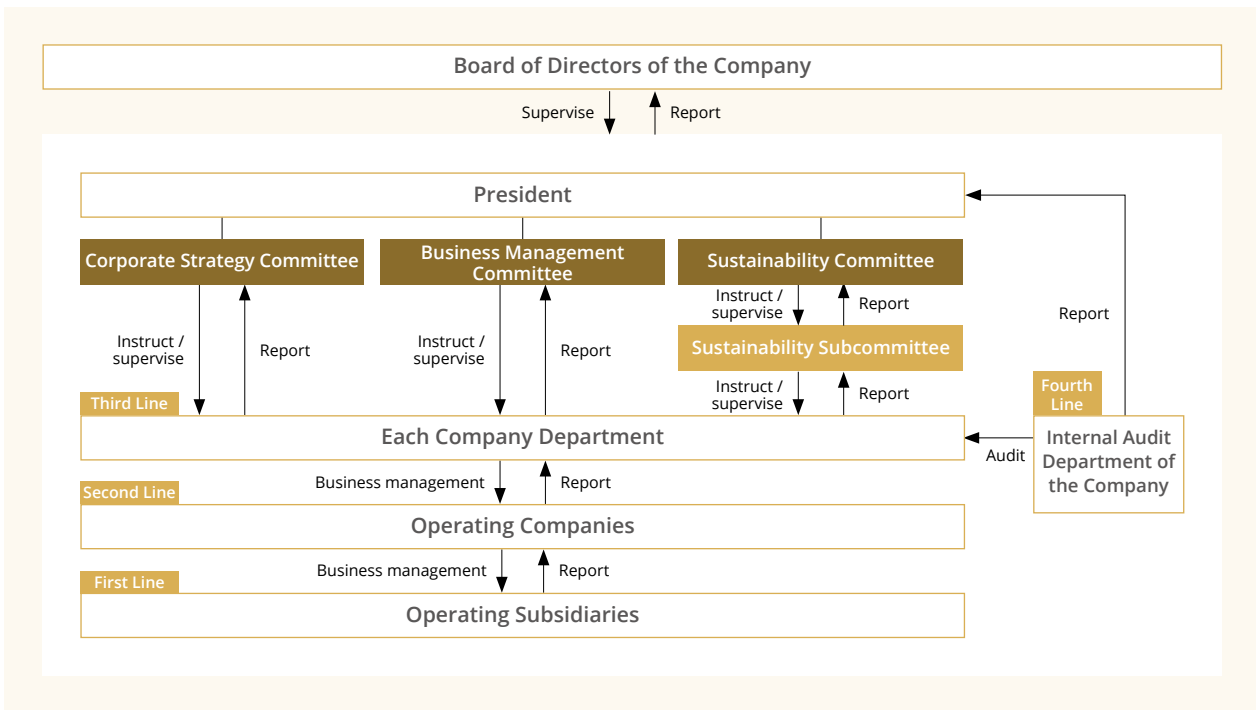 Board of Directors of the Company
Supervise
Report
President
Corporate Strategy Committee
Business Management
Committee
Sustainability Committee
Instruct /
supervise
Report
Sustainability Subcommittee
Instruct /
supervise
Report
Instruct /
supervise
Report
Instruct /
supervise
Report
Report
Third Line
Each Company Department
Fourth
Line
Internal Audit
Department of
the Company
Audit
Business management
Report
Second Line
Operating Companies
Business management
Report
First Line
Operating Subsidiaries